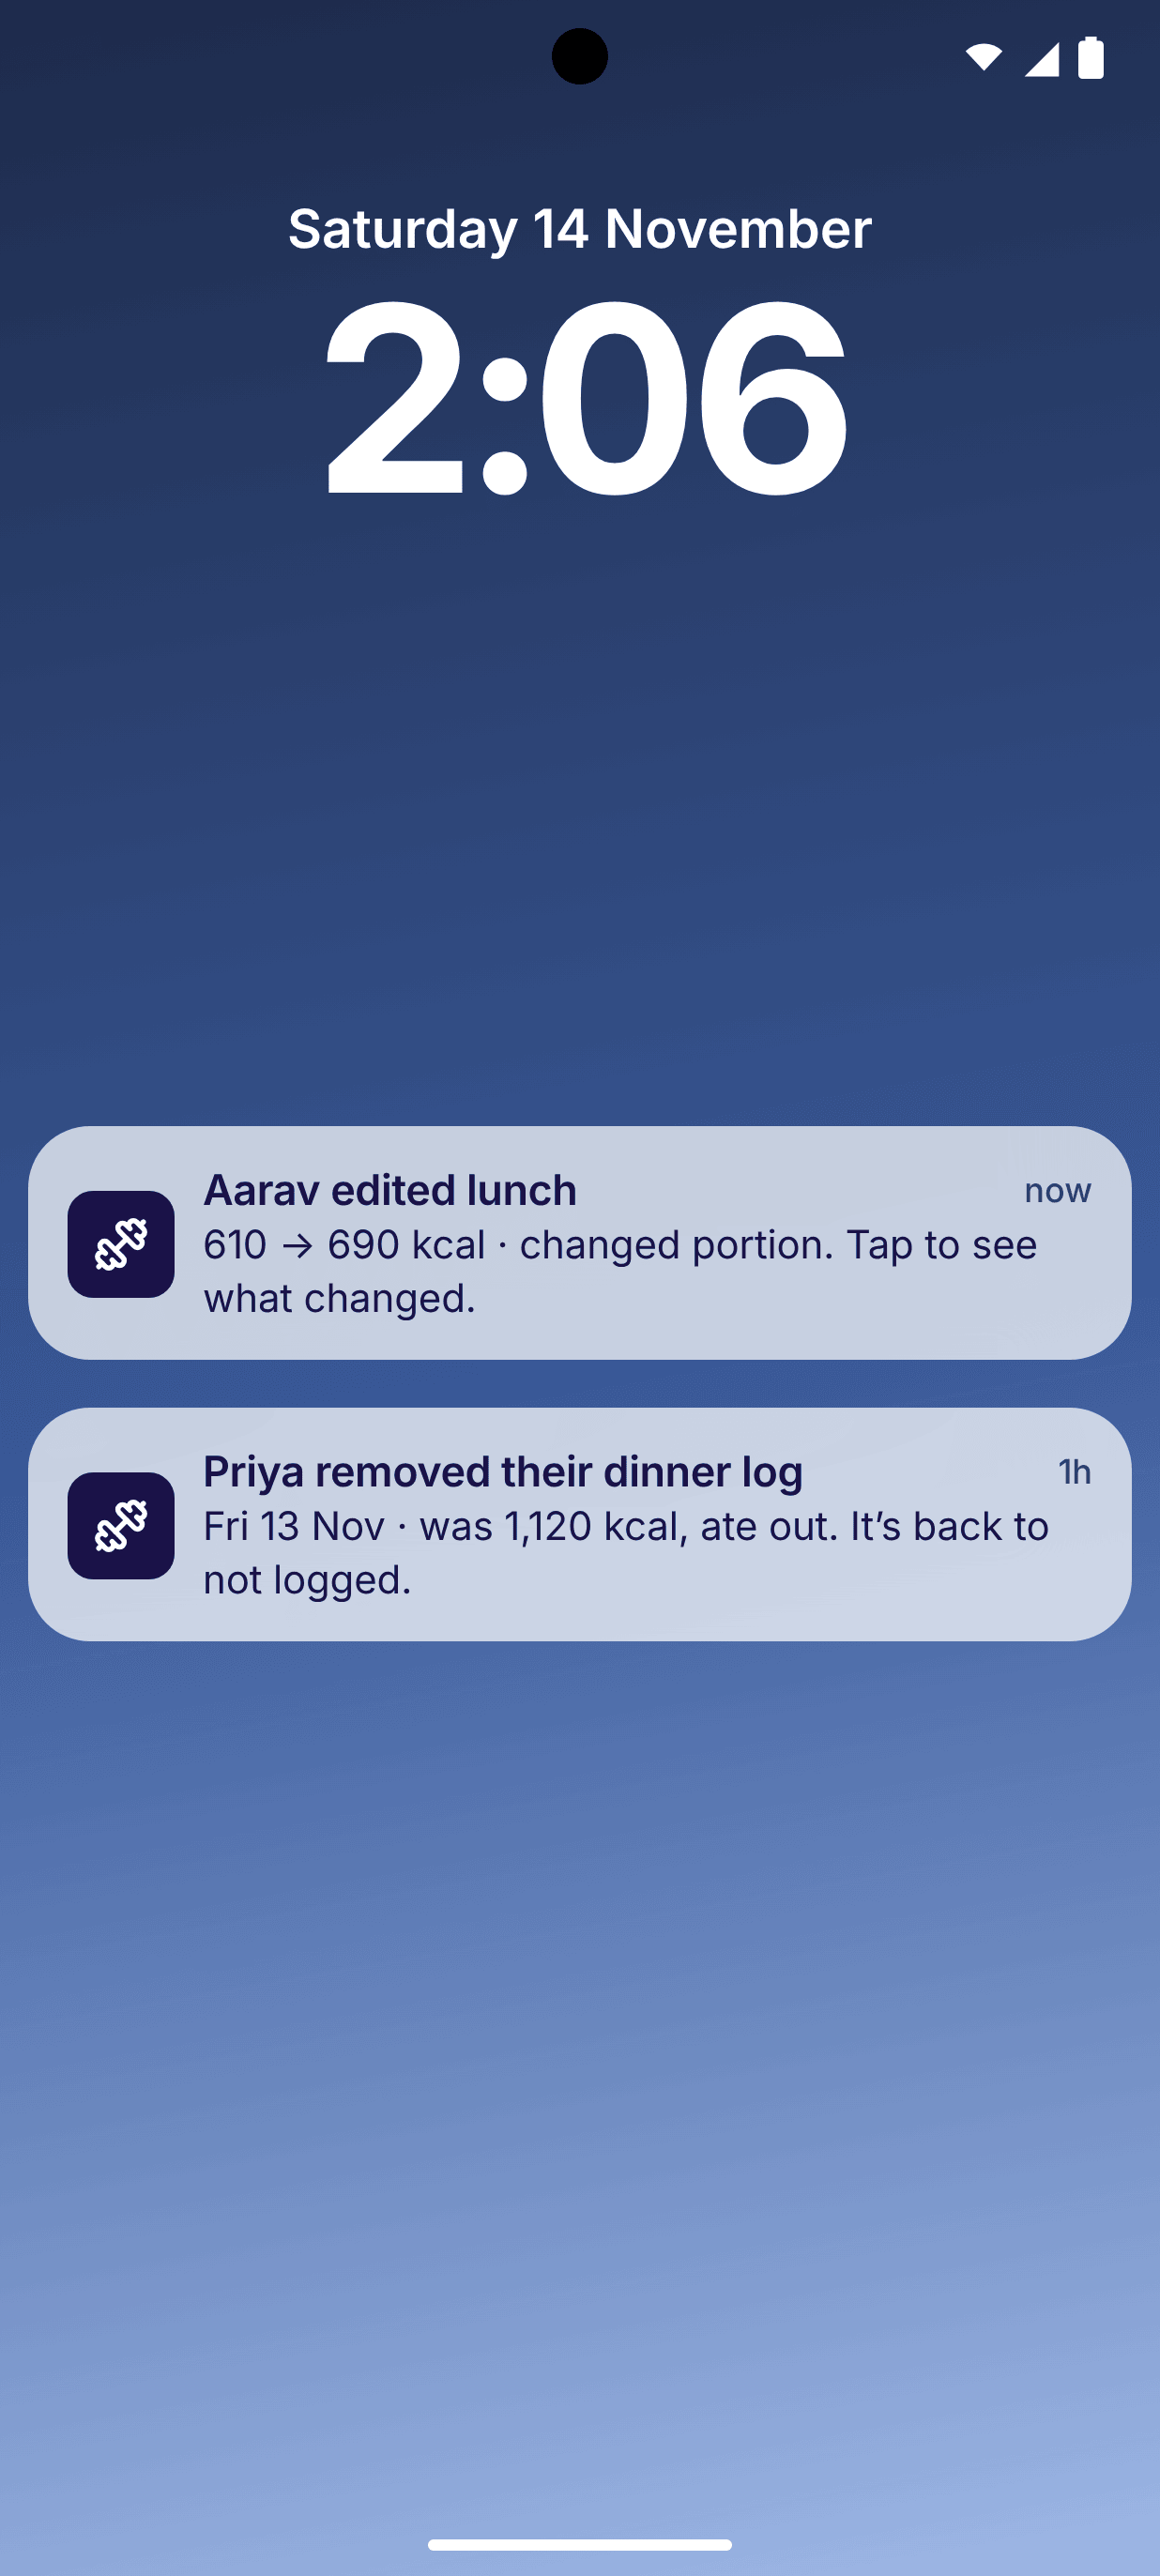 Saturday 14 November
2:06
Aarav edited lunch now
610 → 690 kcal · changed portion. Tap to see
what changed.
Priya removed their dinner log 1h
Fri 13 Nov · was 1,120 kcal, ate out. It’s back to
not logged.